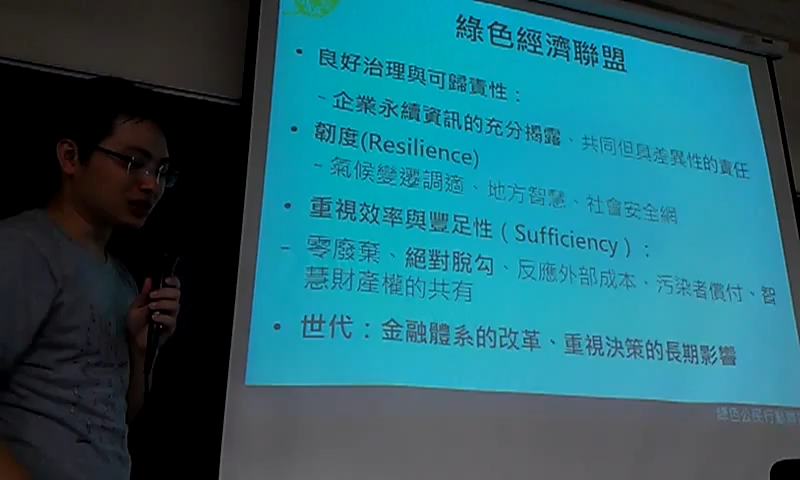 綠色經濟聯盟
• 良好治理與可歸責性：
- 企業永續資訊的充分揭露、共同但具差異性的責任
• 韌度(Resilience)
- 氣候變遷調適、地方智慧、社會安全網
• 重視效率與豐足性（Sufficiency）：
- 零廢棄、絕對脫勾、反應外部成本、污染者償付、智
慧財產權的共有
• 世代：金融體系的改革、重視決策的長期影響
綠色公民行動